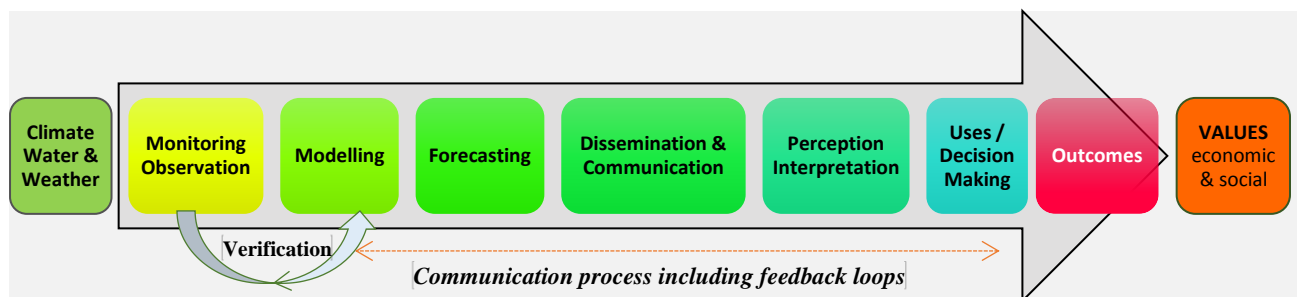 Climate
Water &
Weather
Monitoring
Observation
Modelling
Forecasting
Dissemination &
Communication
Perception
Interpretation
Uses /
Decision
Making
Outcomes
VALUES
economic
& social
Verification
Communication process including feedback loops